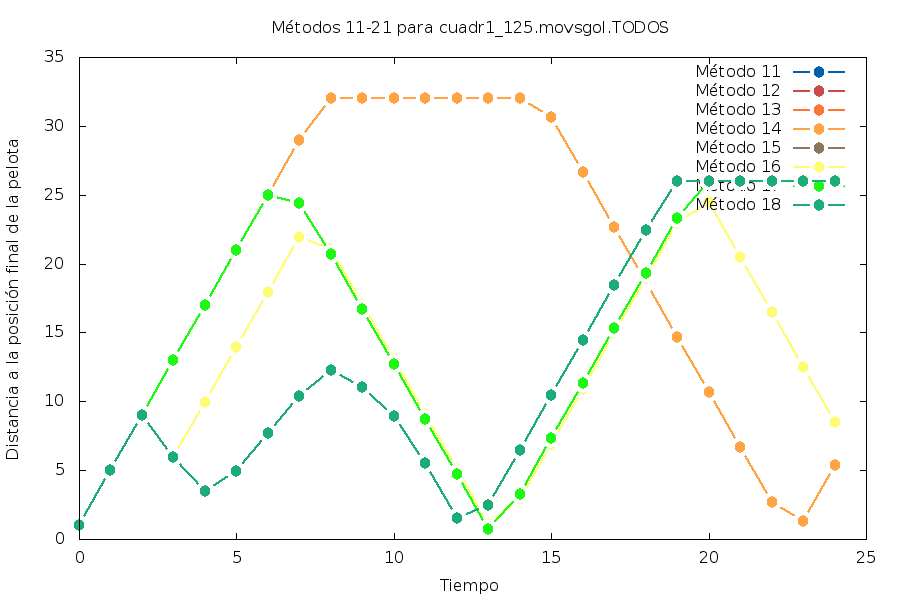 Métodos 11-21 para cuadr1_125.movsgol.TODOS
35
30
25
20
15
10
5
0
0 5 10 15 20 25
Distancia a la posición final de la pelota
Tiempo
Método 11
Método 12
Método 13
Método 14
Método 15
Método 16
Método 18